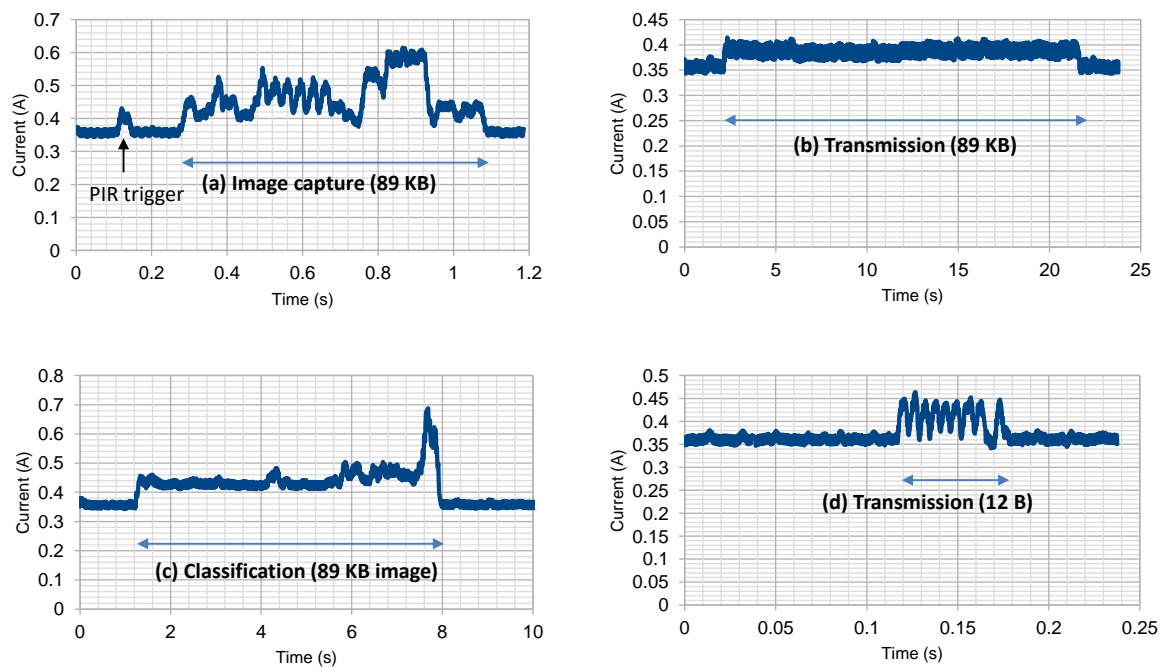 0.7
0.6
0.5
0.4
0.3
0.2
0.1
0
Current (A)
PIR trigger
(a) Image capture (89 KB)
0 0.2 0.4 0.6 0.8 1 1.2
Time (s)
0.45
0.4
0.35
0.3
0.25
0.2
0.15
0.1
0.05
0
Current (A)
(b) Transmission (89 KB)
0 5 10 15 20 25
Time (s)
0.8
0.7
0.6
0.5
0.4
0.3
0.2
0.1
0
Current (A)
(c) Classification (89 KB image)
0 2 4 6 8 10
Time (s)
0.5
0.45
0.4
0.35
0.3
0.25
0.2
0.15
0.1
0.05
0
Current (A)
(d) Transmission (12 B)
0 0.05 0.1 0.15 0.2 0.25
Time (s)